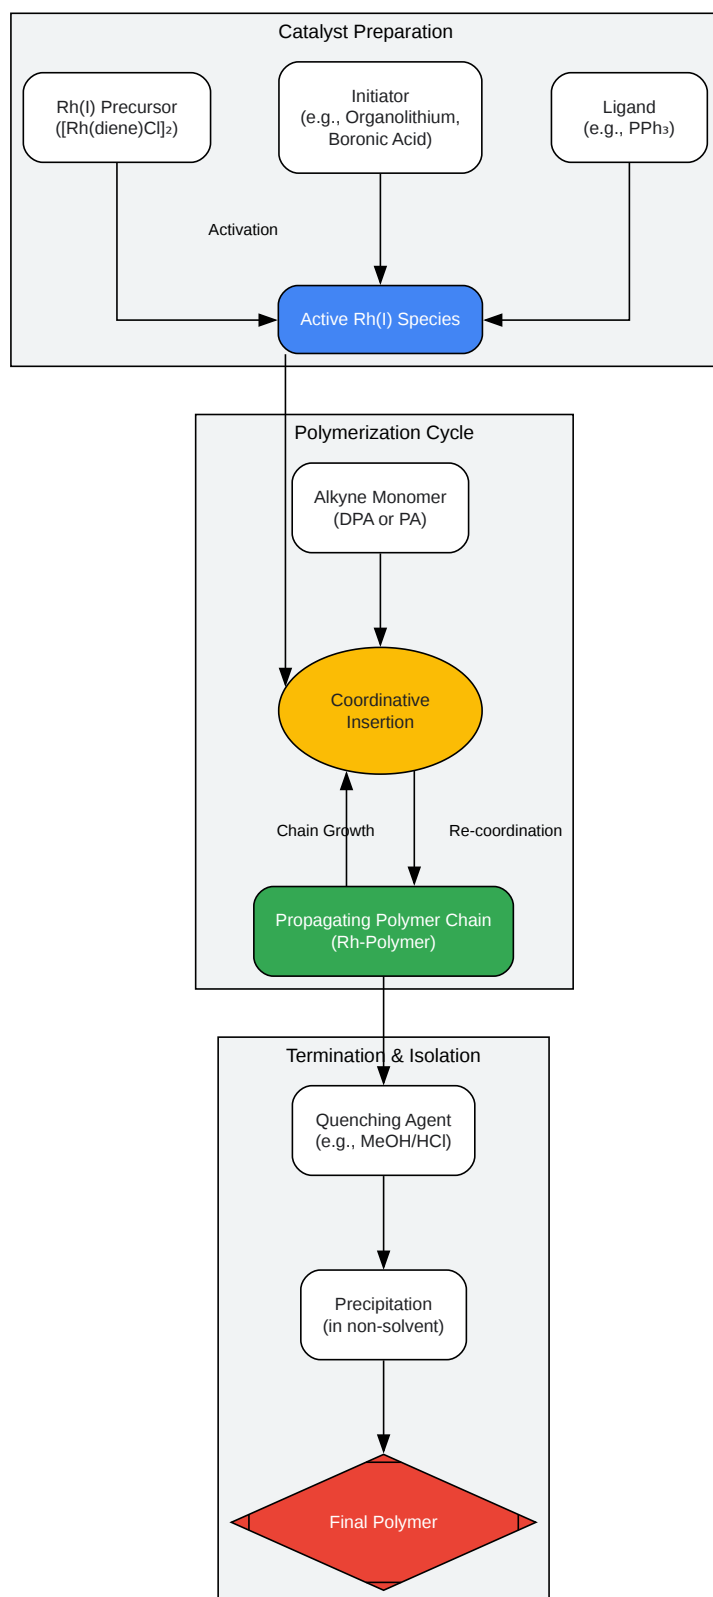 Catalyst Preparation
Rh(I) Precursor
([Rh(diene)Cl]₂)
Initiator
(e.g., Organolithium,
Boronic Acid)
Ligand
(e.g., PPh₃)
Activation
Active Rh(I) Species
Polymerization Cycle
Alkyne Monomer
(DPA or PA)
Coordinative
Insertion
Chain Growth
Re-coordination
Propagating Polymer Chain
(Rh-Polymer)
Termination & Isolation
Quenching Agent
(e.g., MeOH/HCl)
Precipitation
(in non-solvent)
Final Polymer